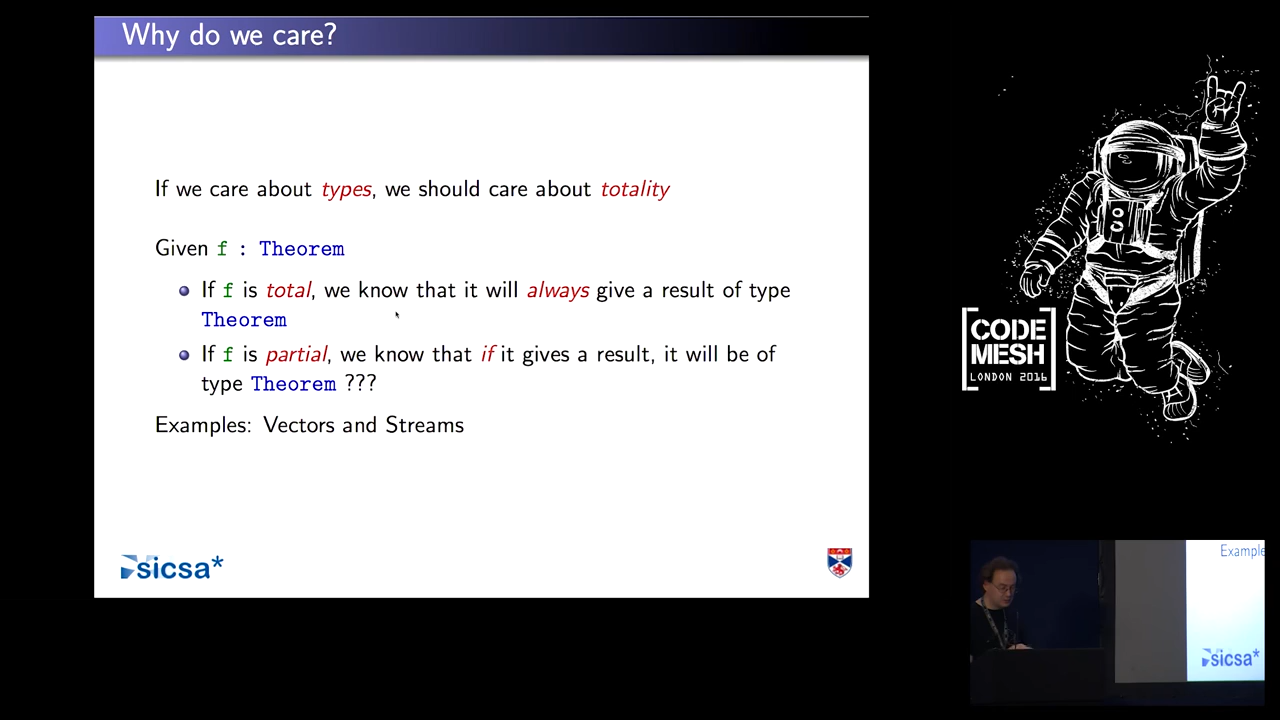 Why do we care?
If we care about types, we should care about totality
Given f : Theorem
If f is total, we know that it will always give a result of type
Theorem
If f is partial, we know that if it gives a result, it will be of
type Theorem ???
Examples: Vectors and Streams
sicsa*
[CODE
MESH]
LONDON 2016
Example
sicsa*